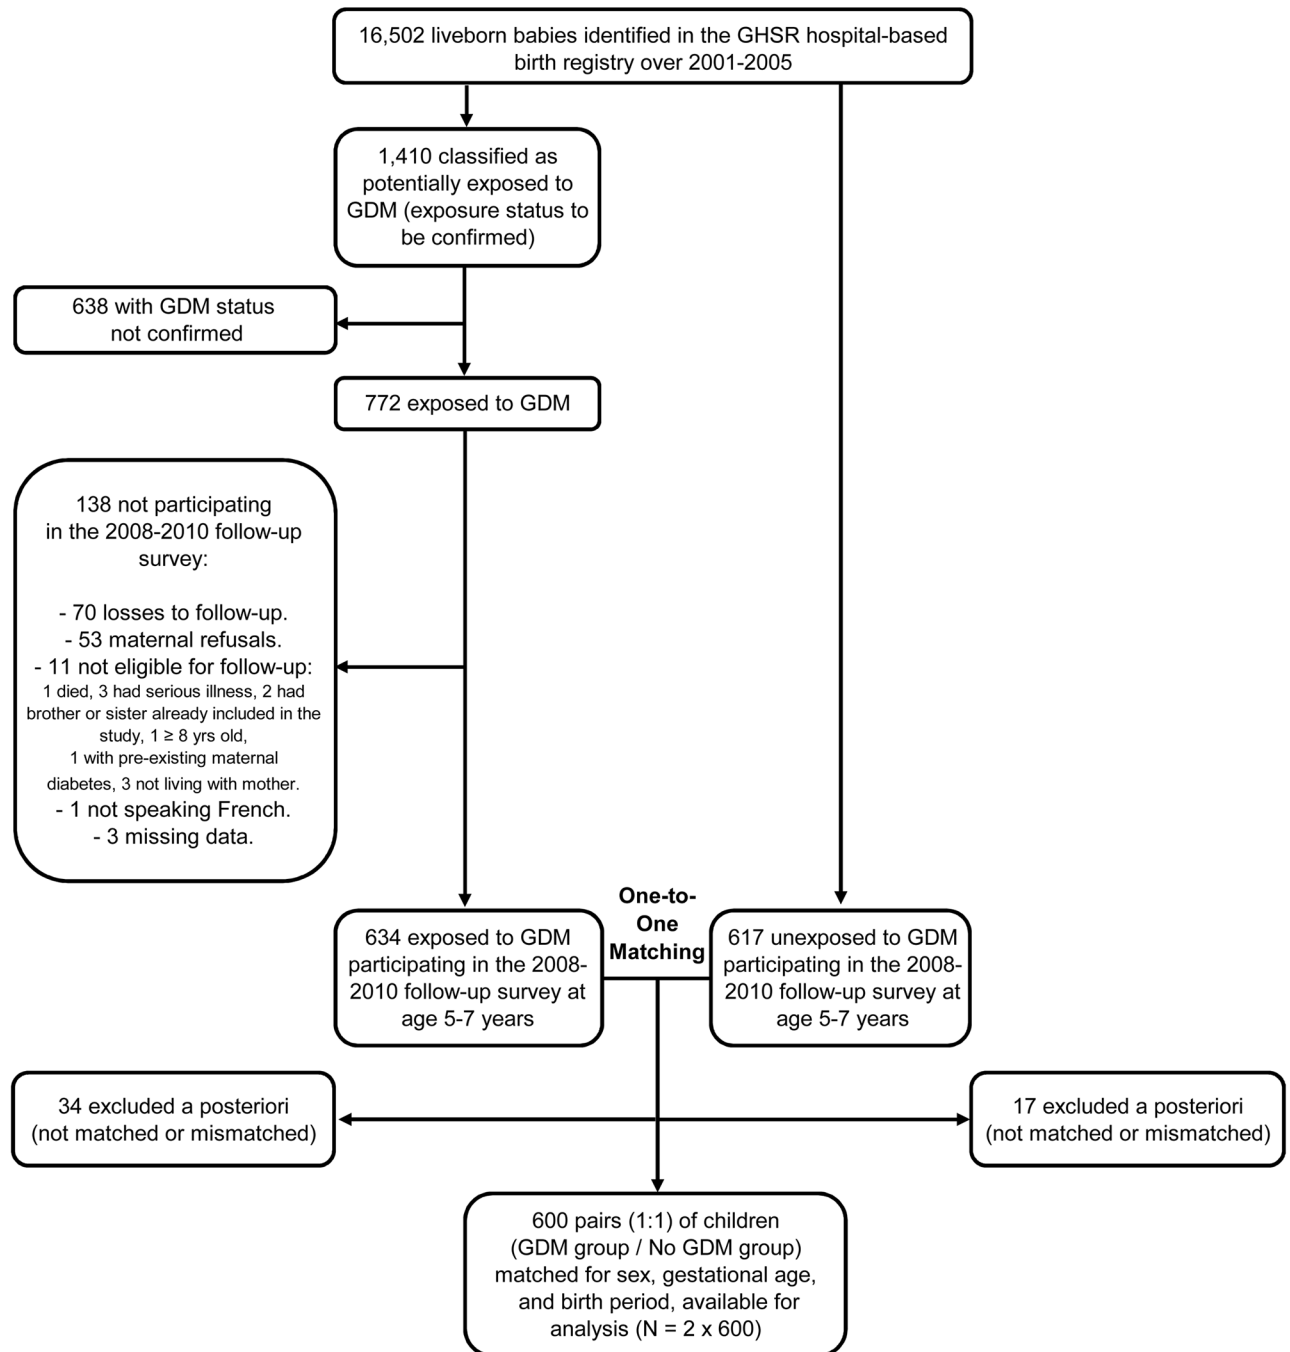 16,502 liveborn babies identified in the GHSR hospital-based
birth registry over 2001-2005
1,410 classified as
potentially exposed to
GDM (exposure status to
be confirmed)
638 with GDM status
not confirmed
772 exposed to GDM
138 not participating
in the 2008-2010 follow-up
survey:
- 70 losses to follow-up.
- 53 maternal refusals.
- 11 not eligible for follow-up:
1 died, 3 had serious illness, 2 had
brother or sister already included in the
study, 1 ≥ 8 yrs old,
1 with pre-existing maternal
diabetes, 3 not living with mother.
- 1 not speaking French.
- 3 missing data.
One-to-
One
Matching
634 exposed to GDM
participating in the 2008-
2010 follow-up survey at
age 5-7 years
617 unexposed to GDM
participating in the 2008-
2010 follow-up survey at
age 5-7 years
34 excluded a posteriori
(not matched or mismatched)
17 excluded a posteriori
(not matched or mismatched)
600 pairs (1:1) of children
(GDM group / No GDM group)
matched for sex, gestational age,
and birth period, available for
analysis (N = 2 x 600)